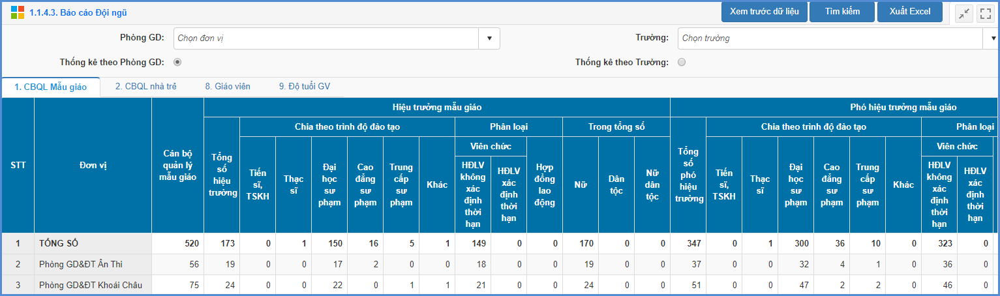 1.1.4.3. Báo cáo Đội ngũ
Xem trước dữ liệu
Tìm kiếm
Xuất Excel
Phòng GD: Chọn đơn vị
Trường: Chọn trường
Thống kê theo Phòng GD:
Thống kê theo Trường:
1. CBQL Mẫu giáo
2. CBQL nhà trẻ
8. Giáo viên
9. Độ tuổi GV
STT
Đơn vị
Cán bộ
quản lý
mẫu giáo
Hiệu trưởng mẫu giáo
Tổng
số
hiệu
trưởng
Chia theo trình độ đào tạo
Tiến
sĩ,
TSKH
Thạc
sĩ
Đại
học
sư
phạm
Cao
đẳng
sư
phạm
Trung
cấp
sư
phạm
Khác
Phân loại
Viên chức
HĐLV
không
xác
định
thời
hạn
HĐLV
xác
định
thời
hạn
Hợp
đồng
lao
động
Trong tổng số
Nữ
Dân
tộc
Nữ
dân
tộc
Phó hiệu trưởng mẫu giáo
Tổng
số
phó
hiệu
trưởng
Chia theo trình độ đào tạo
Tiến
sĩ,
TSKH
Thạc
sĩ
Đại
học
sư
phạm
Cao
đẳng
sư
phạm
Trung
cấp
sư
phạm
Khác
Phân loại
Viên chức
HĐLV
không
xác
định
thời
hạn
HĐLV
xác
định
thời
hạn
1 TỔNG SỐ 520 173 0 1 150 16 5 1 149 0 0 170 0 0 347 0 1 300 36 10 0 323 0
2 Phòng GD&ĐT Ân Thi 56 19 0 0 17 2 0 0 18 0 0 19 0 0 37 0 0 32 4 1 0 36 0
3 Phòng GD&ĐT Khoái Châu 75 24 0 0 22 0 1 1 21 0 0 24 0 0 51 0 0 47 2 2 0 46 0